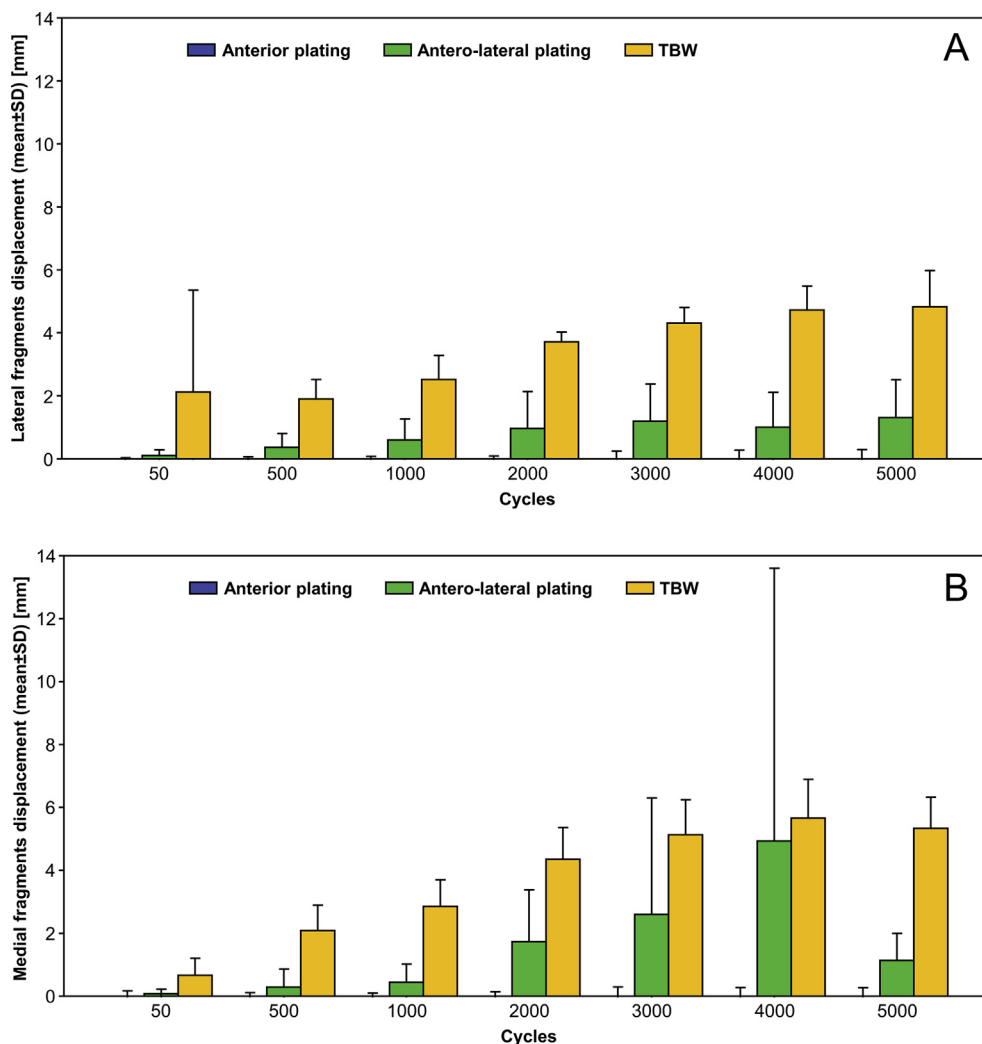 A
Anterior plating Antero-lateral plating TBW
Lateral fragments displacement (mean±SD) [mm]
14
12
10
8
6
4
2
0
50 500 1000 2000 3000 4000 5000
Cycles
B
Anterior plating Antero-lateral plating TBW
Medial fragments displacement (mean±SD) [mm]
14
12
10
8
6
4
2
0
50 500 1000 2000 3000 4000 5000
Cycles